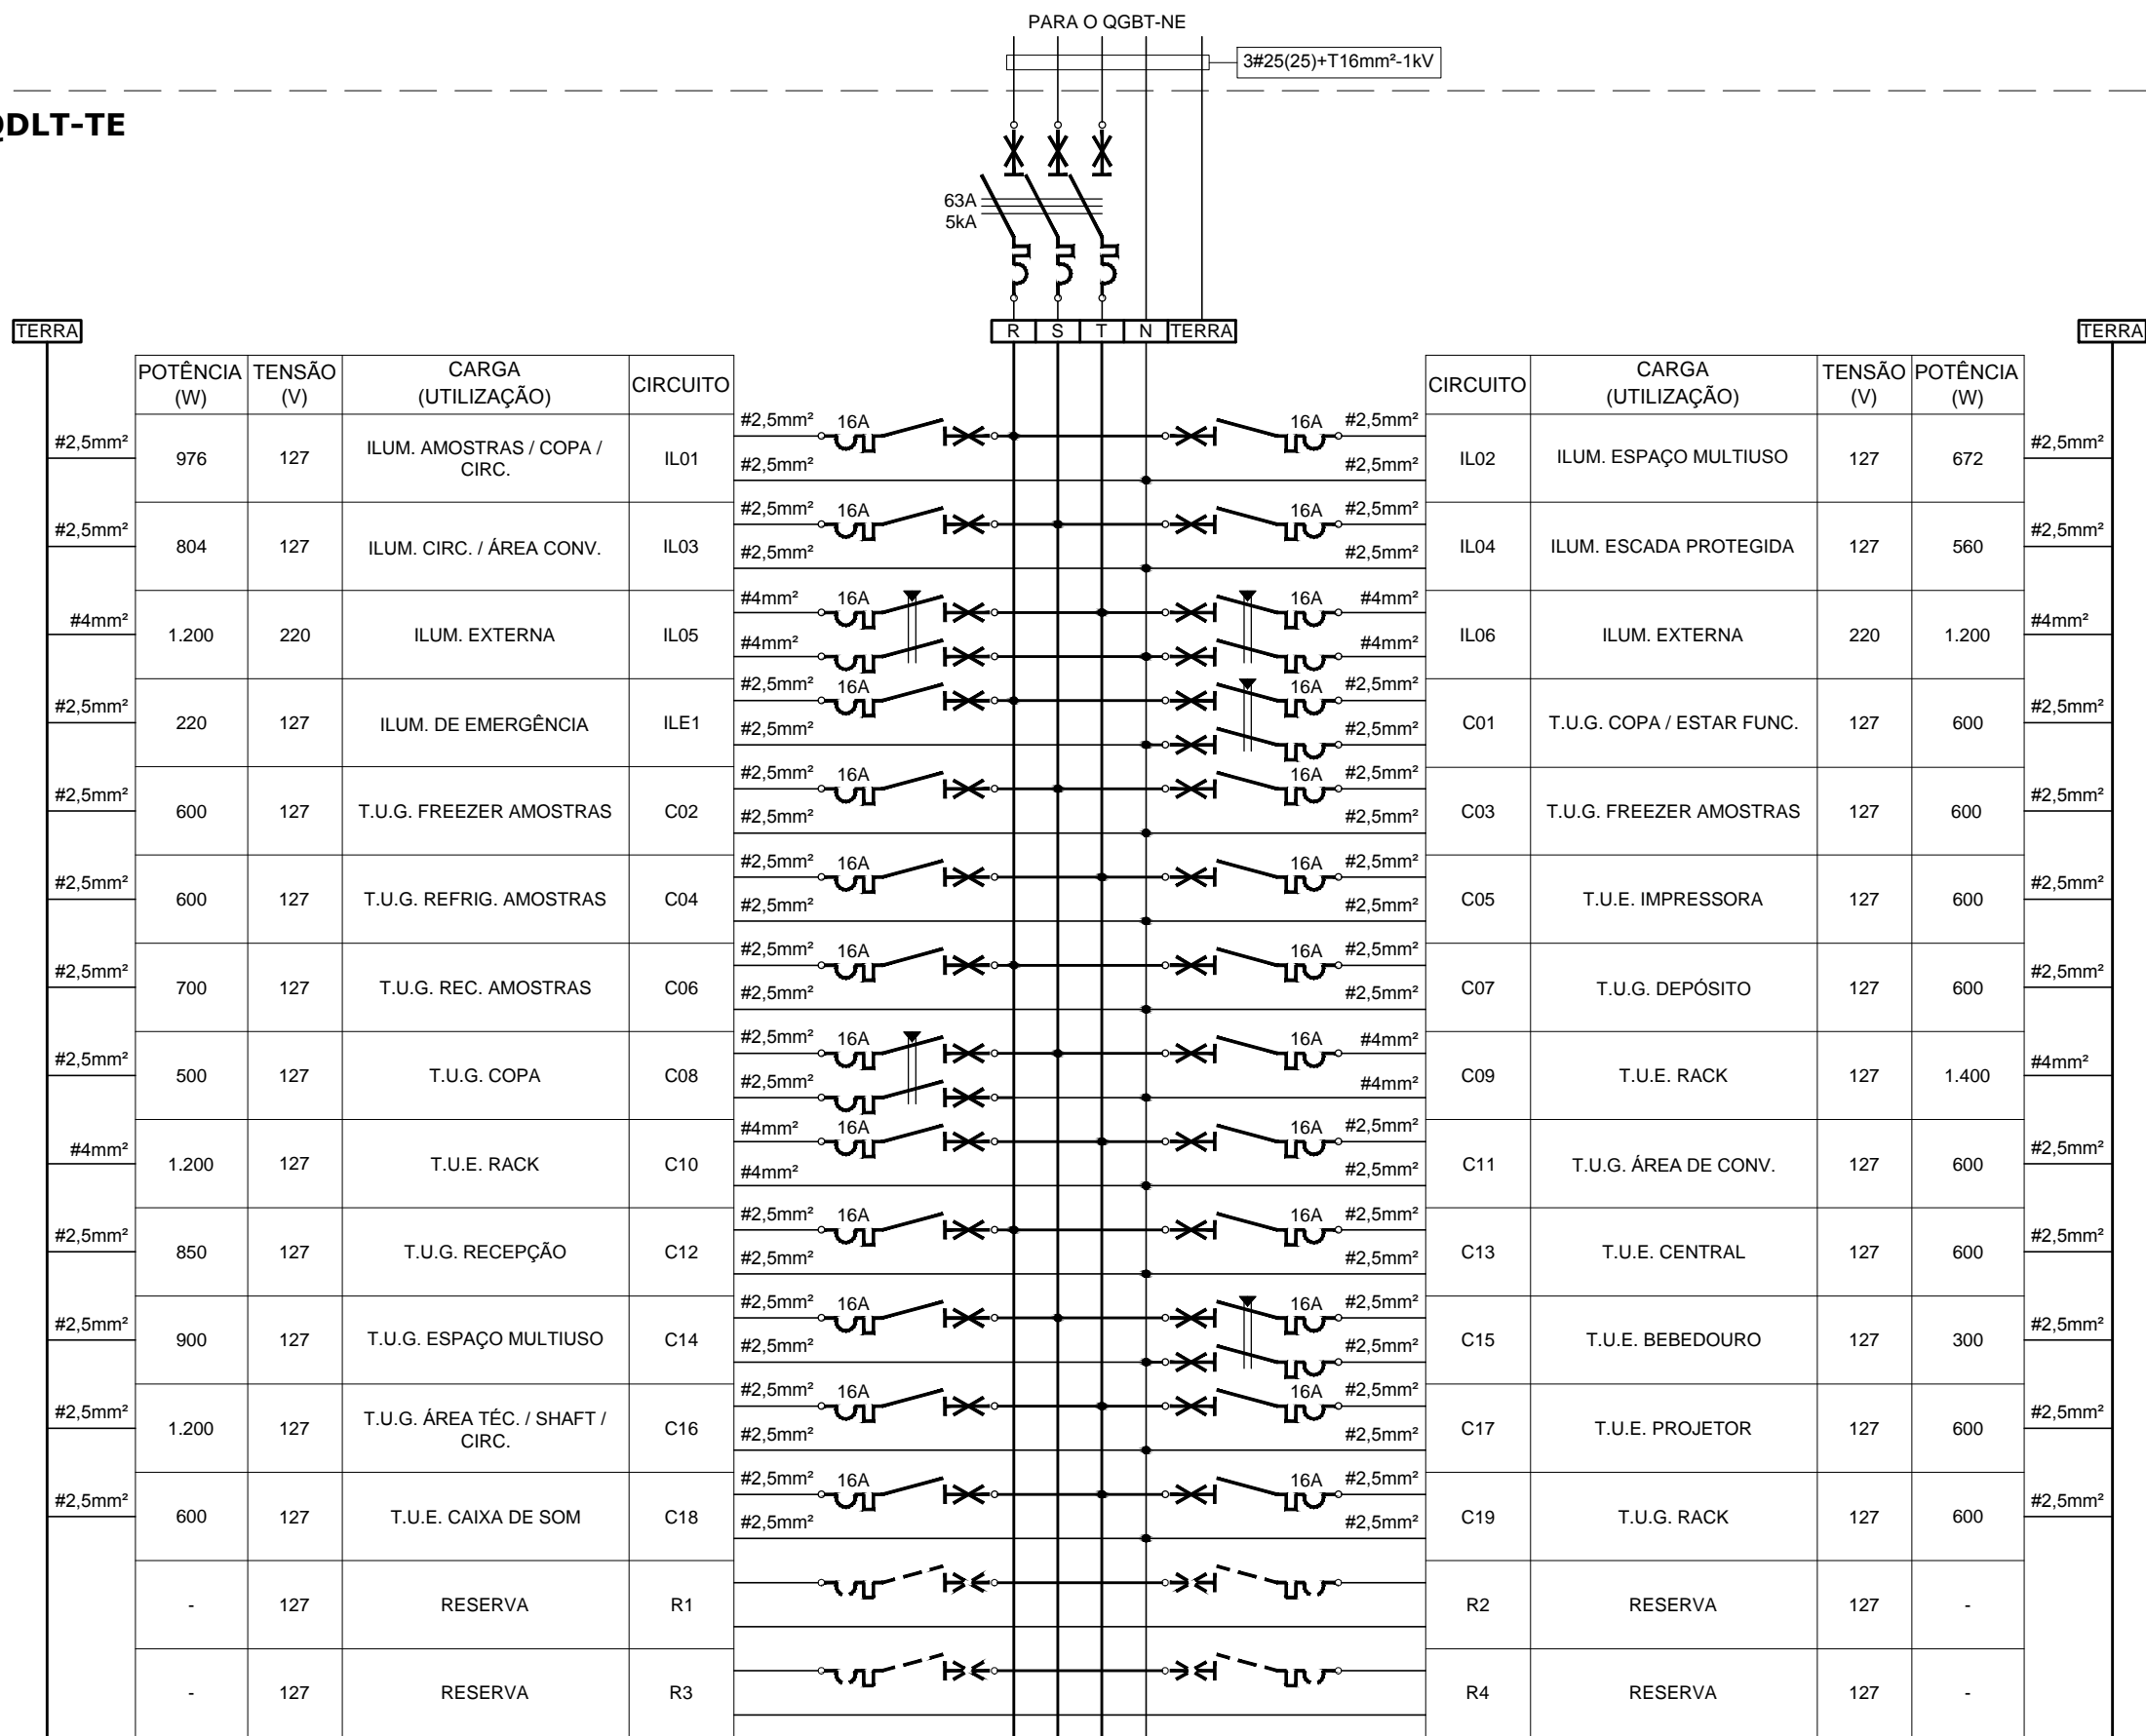 PARA O QGBT-NE
3#25(25)+T16mm²-1kV
QDLT-TE
63A
5kA
TERRA
R S T N TERRA
TERRA
POTÊNCIA (W) TENSÃO (V) CARGA (UTILIZAÇÃO) CIRCUITO
CIRCUITO CARGA (UTILIZAÇÃO) TENSÃO (V) POTÊNCIA (W)
#2,5mm² 976 127 ILUM. AMOSTRAS / COPA / CIRC. IL01 #2,5mm² 16A #2,5mm²
16A #2,5mm² #2,5mm² IL02 ILUM. ESPAÇO MULTIUSO 127 672 #2,5mm²
#2,5mm² 804 127 ILUM. CIRC. / ÁREA CONV. IL03 #2,5mm² 16A #2,5mm²
16A #2,5mm² #2,5mm² IL04 ILUM. ESCADA PROTEGIDA 127 560 #2,5mm²
#4mm² 1.200 220 ILUM. EXTERNA IL05 #4mm² 16A #4mm²
16A #4mm² #4mm² IL06 ILUM. EXTERNA 220 1.200 #4mm²
#2,5mm² 220 127 ILUM. DE EMERGÊNCIA ILE1 #2,5mm² 16A #2,5mm²
16A #2,5mm² #2,5mm² C01 T.U.G. COPA / ESTAR FUNC. 127 600 #2,5mm²
#2,5mm² 600 127 T.U.G. FREEZER AMOSTRAS C02 #2,5mm² 16A #2,5mm²
16A #2,5mm² #2,5mm² C03 T.U.G. FREEZER AMOSTRAS 127 600 #2,5mm²
#2,5mm² 600 127 T.U.G. REFRIG. AMOSTRAS C04 #2,5mm² 16A #2,5mm²
16A #2,5mm² #2,5mm² C05 T.U.E. IMPRESSORA 127 600 #2,5mm²
#2,5mm² 700 127 T.U.G. REC. AMOSTRAS C06 #2,5mm² 16A #2,5mm²
16A #2,5mm² #2,5mm² C07 T.U.G. DEPÓSITO 127 600 #2,5mm²
#2,5mm² 500 127 T.U.G. COPA C08 #2,5mm² 16A #2,5mm²
16A #4mm² #4mm² C09 T.U.E. RACK 127 1.400 #4mm²
#4mm² 1.200 127 T.U.E. RACK C10 #4mm² 16A #4mm²
16A #2,5mm² #2,5mm² C11 T.U.G. ÁREA DE CONV. 127 600 #2,5mm²
#2,5mm² 850 127 T.U.G. RECEPÇÃO C12 #2,5mm² 16A #2,5mm²
16A #2,5mm² #2,5mm² C13 T.U.E. CENTRAL 127 600 #2,5mm²
#2,5mm² 900 127 T.U.G. ESPAÇO MULTIUSO C14 #2,5mm² 16A #2,5mm²
16A #2,5mm² #2,5mm² C15 T.U.E. BEBEDOURO 127 300 #2,5mm²
#2,5mm² 1.200 127 T.U.G. ÁREA TÉC. / SHAFT / CIRC. C16 #2,5mm² 16A #2,5mm²
16A #2,5mm² #2,5mm² C17 T.U.E. PROJETOR 127 600 #2,5mm²
#2,5mm² 600 127 T.U.E. CAIXA DE SOM C18 #2,5mm² 16A #2,5mm²
16A #2,5mm² #2,5mm² C19 T.U.G. RACK 127 600 #2,5mm²
- 127 RESERVA R1
R2 RESERVA 127 -
- 127 RESERVA R3
R4 RESERVA 127 -